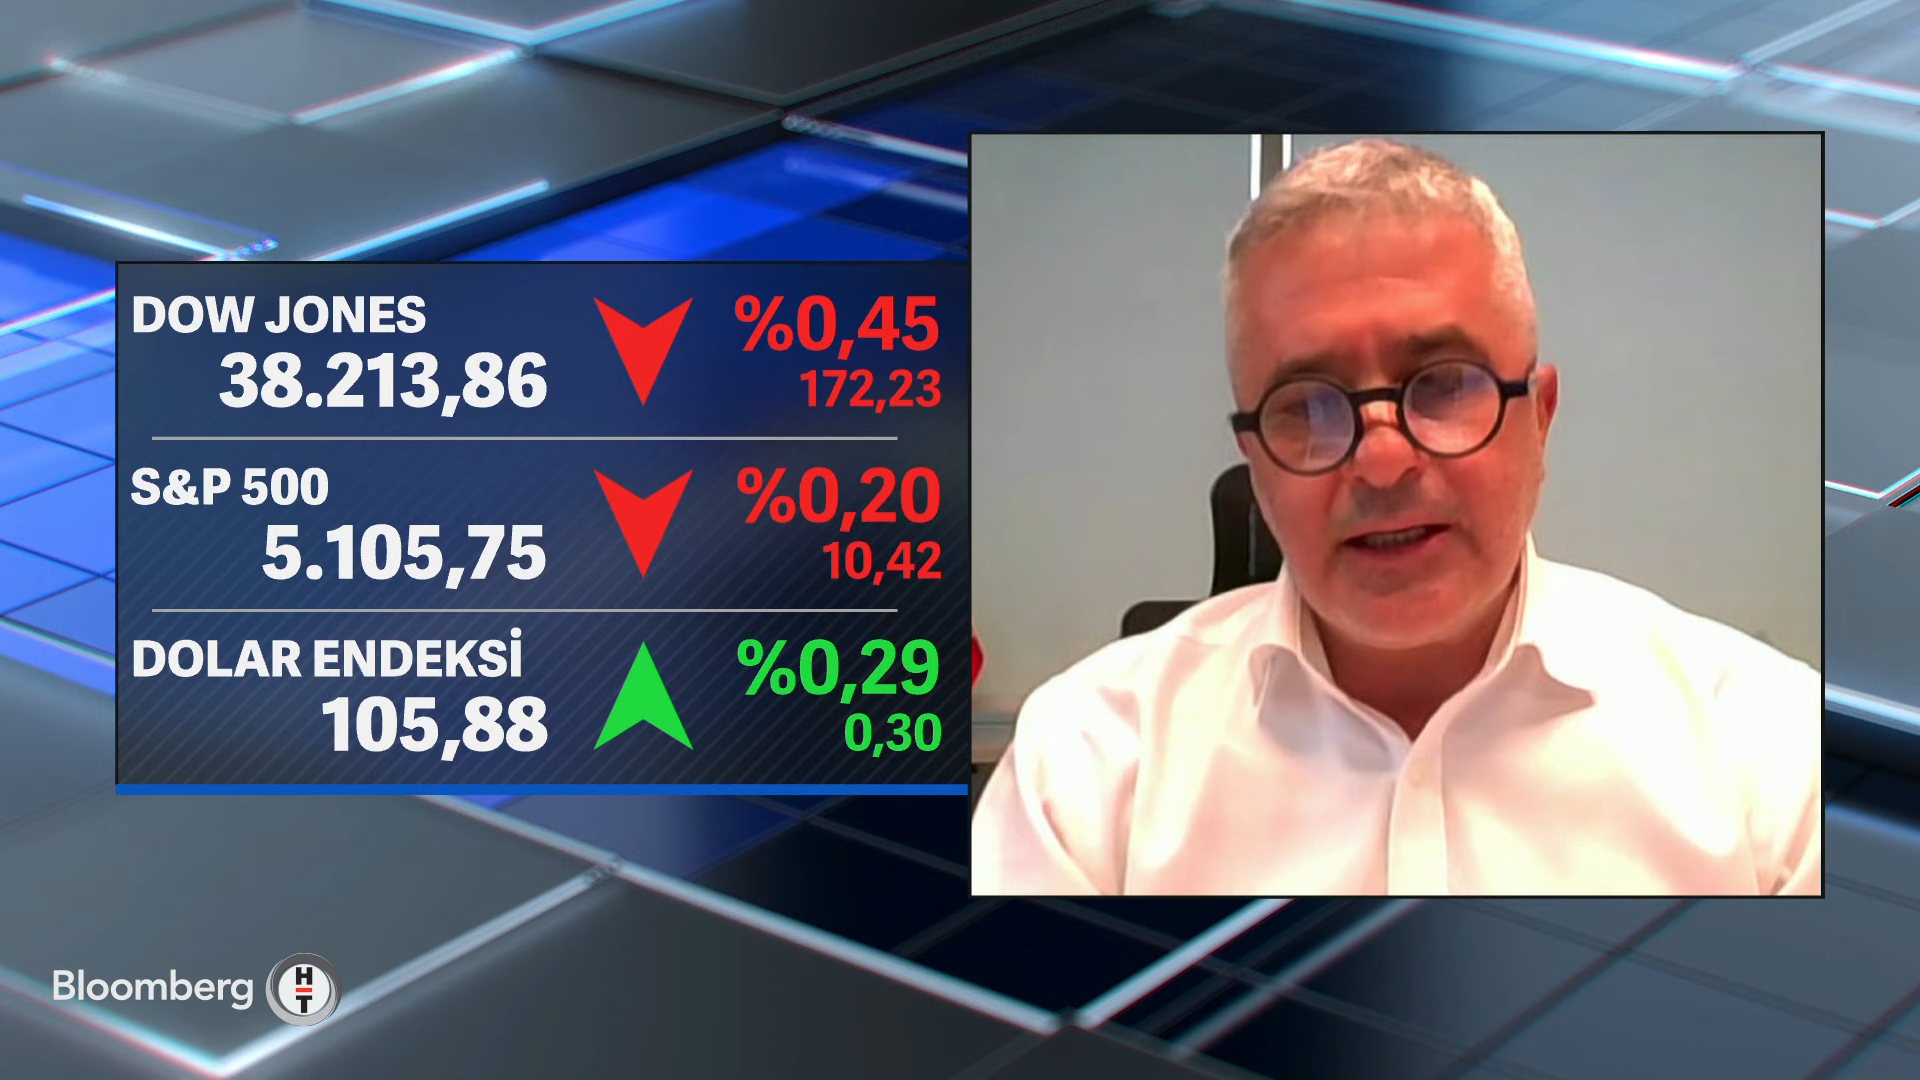 DOW JONES
38.213,86
%0,45
172,23
S&P 500
5.105,75
%0,20
10,42
DOLAR ENDEKSİ
105,88
%0,29
0,30
Bloomberg HT